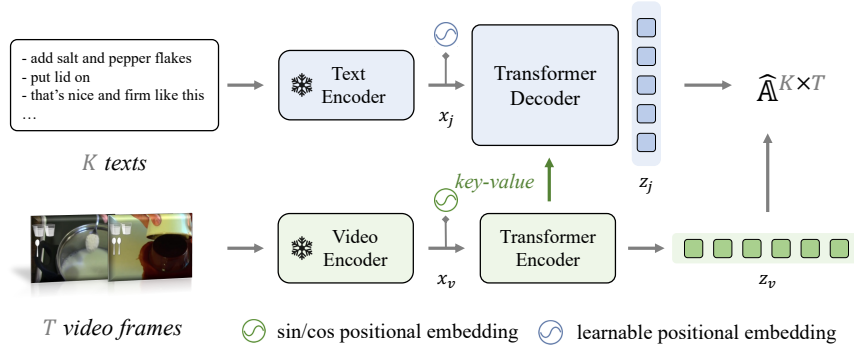 - add salt and pepper flakes
- put lid on
- that's nice and firm like this
...
K texts
Text
Encoder
x_j
Transformer
Decoder
z_j
𝔸̂^{K×T}
key-value
Video
Encoder
x_v
Transformer
Encoder
z_v
T video frames
sin/cos positional embedding
learnable positional embedding